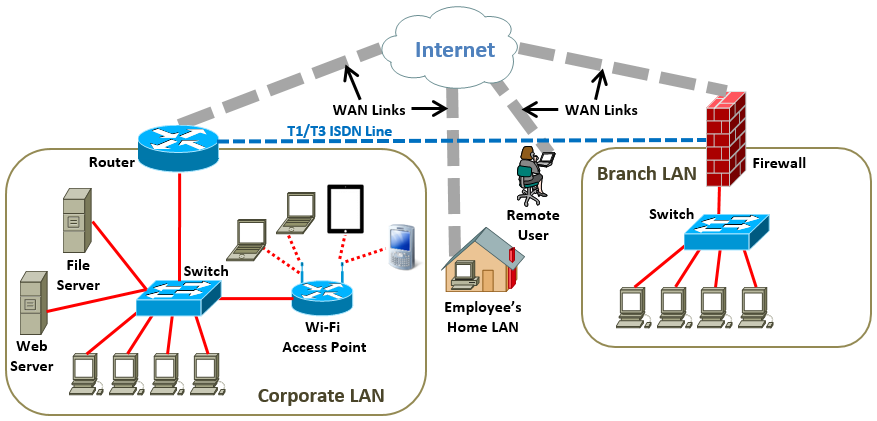 Internet
WAN Links
WAN Links
T1/T3 ISDN Line
Router
Firewall
Branch LAN
Remote
User
Switch
File
Server
Switch
Web
Server
Wi-Fi
Access Point
Employee's
Home LAN
Corporate LAN